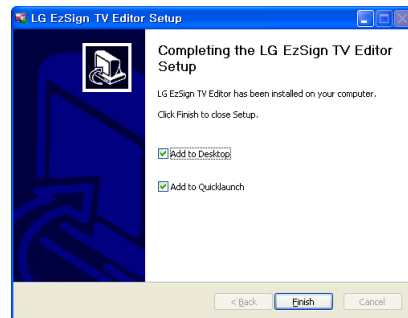 LG EzSign TV Editor Setup
Completing the LG EzSign TV Editor
Setup
LG EzSign TV Editor has been installed on your computer.
Click Finish to close Setup.
Add to Desktop
Add to Quicklaunch
< Back
Finish
Cancel